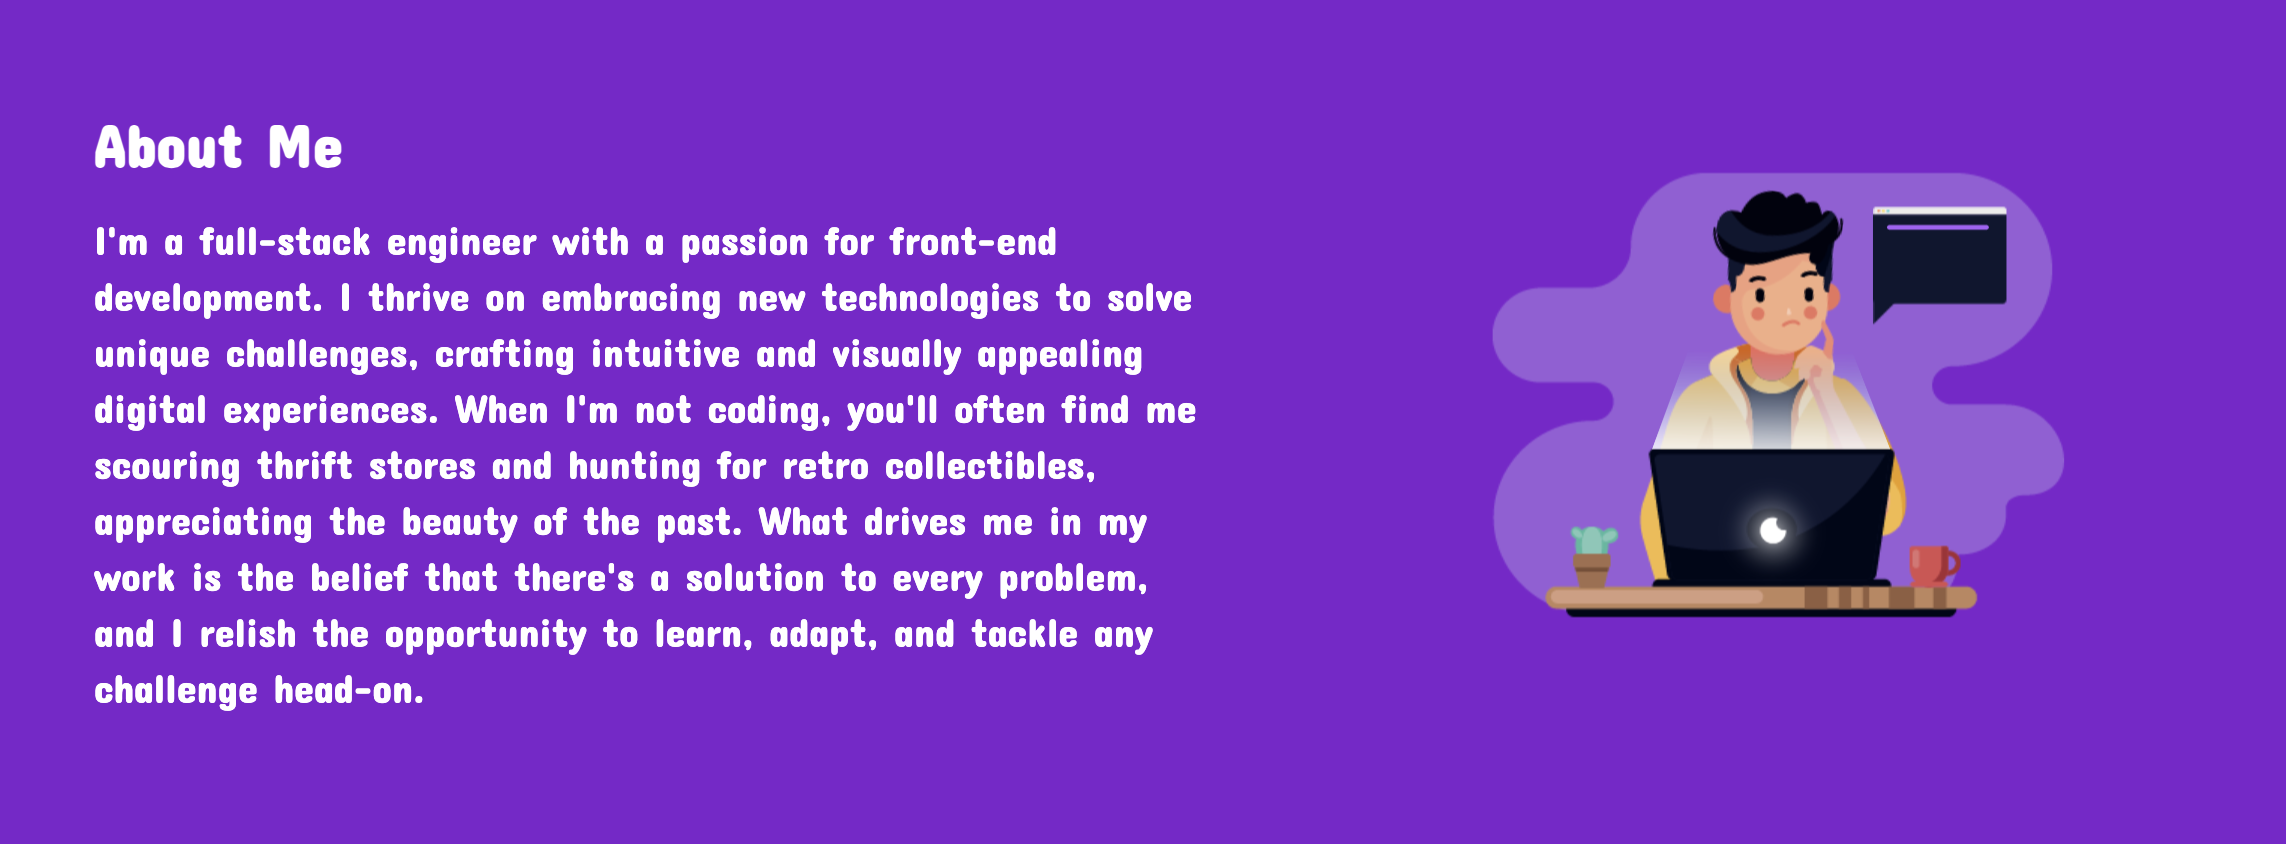 About Me
I'm a full-stack engineer with a passion for front-end
development. I thrive on embracing new technologies to solve
unique challenges, crafting intuitive and visually appealing
digital experiences. When I'm not coding, you'll often find me
scouring thrift stores and hunting for retro collectibles,
appreciating the beauty of the past. What drives me in my
work is the belief that there's a solution to every problem,
and I relish the opportunity to learn, adapt, and tackle any
challenge head-on.